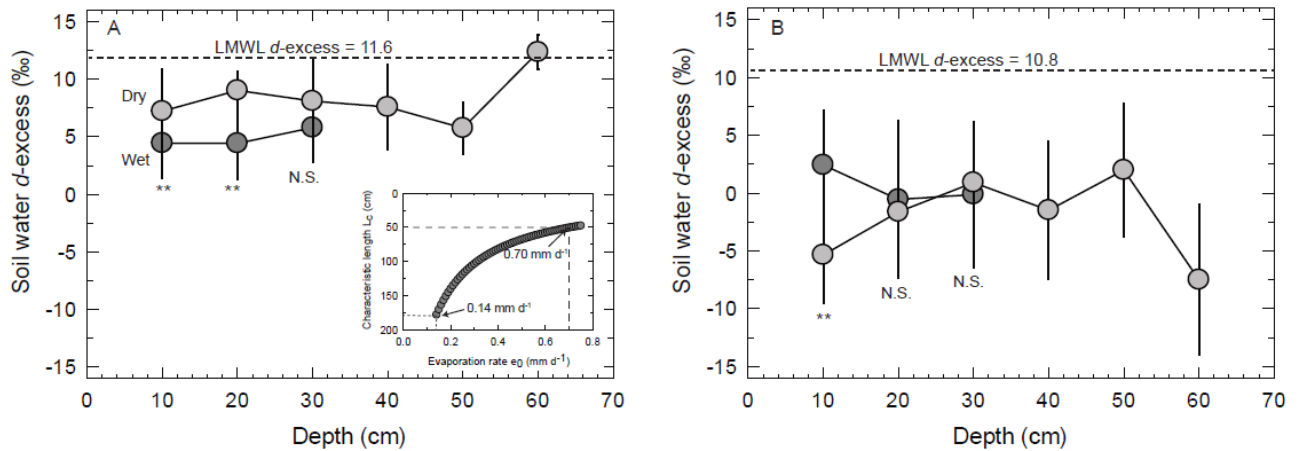 A
LMWL d-excess = 11.6
Dry
Wet
**
**
N.S.
Soil water d-excess (‰)
15
10
5
0
-5
-10
-15
0
10
20
30
40
50
60
70
Depth (cm)
Characteristic length LC (cm)
0
50
100
150
200
0.70 mm d-1
0.14 mm d-1
0.0
0.2
0.4
0.6
0.8
Evaporation rate e0 (mm d-1)
B
LMWL d-excess = 10.8
**
N.S.
N.S.
Soil water d-excess (‰)
15
10
5
0
-5
-10
-15
0
10
20
30
40
50
60
70
Depth (cm)